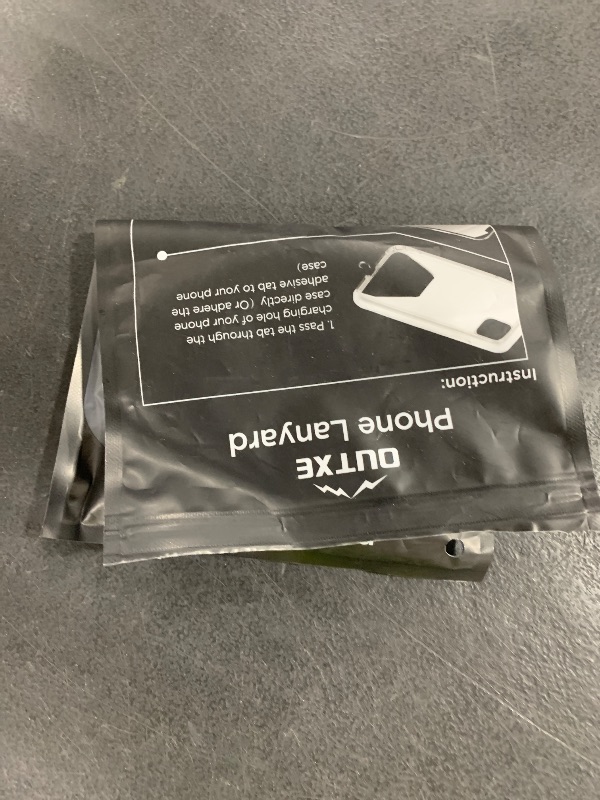 OUTXE
Phone Lanyard
Instruction:
1. Pass the tab through the
charging hole of your phone
case directly（Or adhere the
adhesive tab to your phone
case)